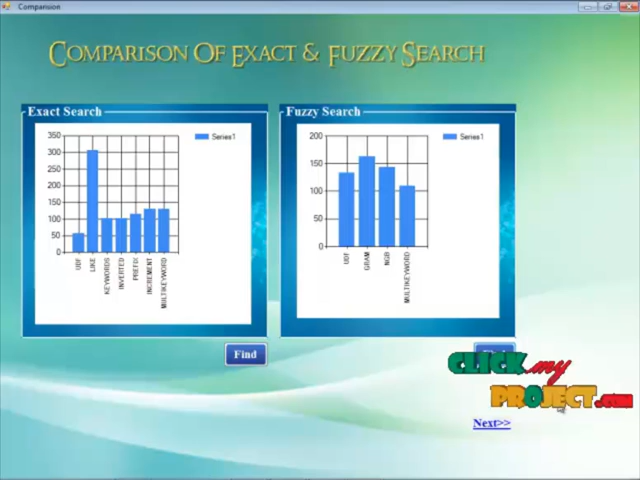 Comparision
COMPARISON OF EXACT & FUZZY SEARCH
Exact Search
350
300
250
200
150
100
50
0
UDF
LIKE
KEYWORDS
INVERTED
PREFIX
INCREMENT
MULTIKEYWORD
Series1
Find
Fuzzy Search
200
150
100
50
0
UDF
GRAM
NGB
MULTIKEYWORD
Series1
CLICK my
PROJECT.com
Next>>